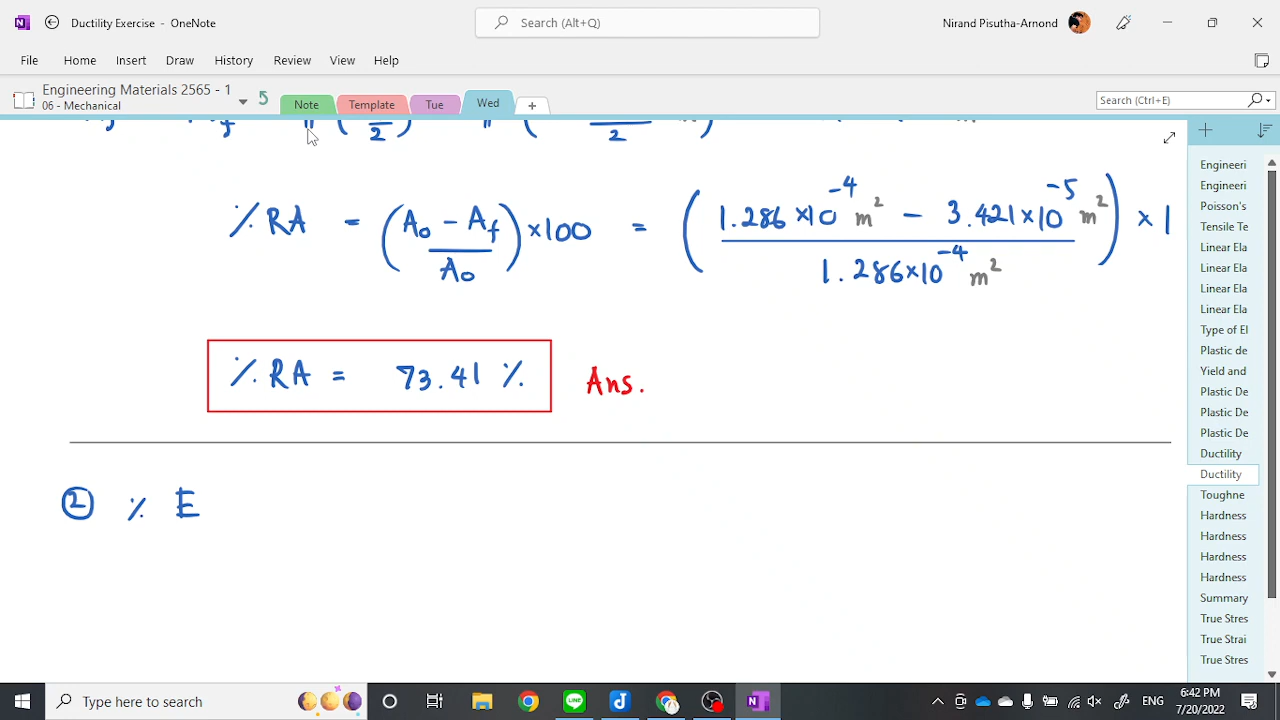 Ductility Exercise - OneNote
Search (Alt+Q)
Nirand Pisutha-Arnond
File Home Insert Draw View History Review View Help
Engineering Materials 2565 - 1
06 - Mechanical
Note Template Tue Wed
Search (Ctrl+E)
% RA = (A₀ - A_f / A₀) × 100 = (1.286 × 10⁻⁴ m² - 3.421 × 10⁻⁵ m² / 1.286 × 10⁻⁴ m²) × 1
% RA = 73.41 % Ans.
② % E
Engineeri
Engineeri
Poisson's
Tensile Te
Linear Ela
Linear Ela
Linear Ela
Linear Ela
Type of El
Plastic de
Plastic De
Yield and
Plastic De
Plastic De
Ductility
Ductility
Toughne
Hardness
Hardness
Hardness
Hardness
Summary
True Stres
True Strai
True Stres
Type here to search
ENG
6:42 PM
7/20/2022